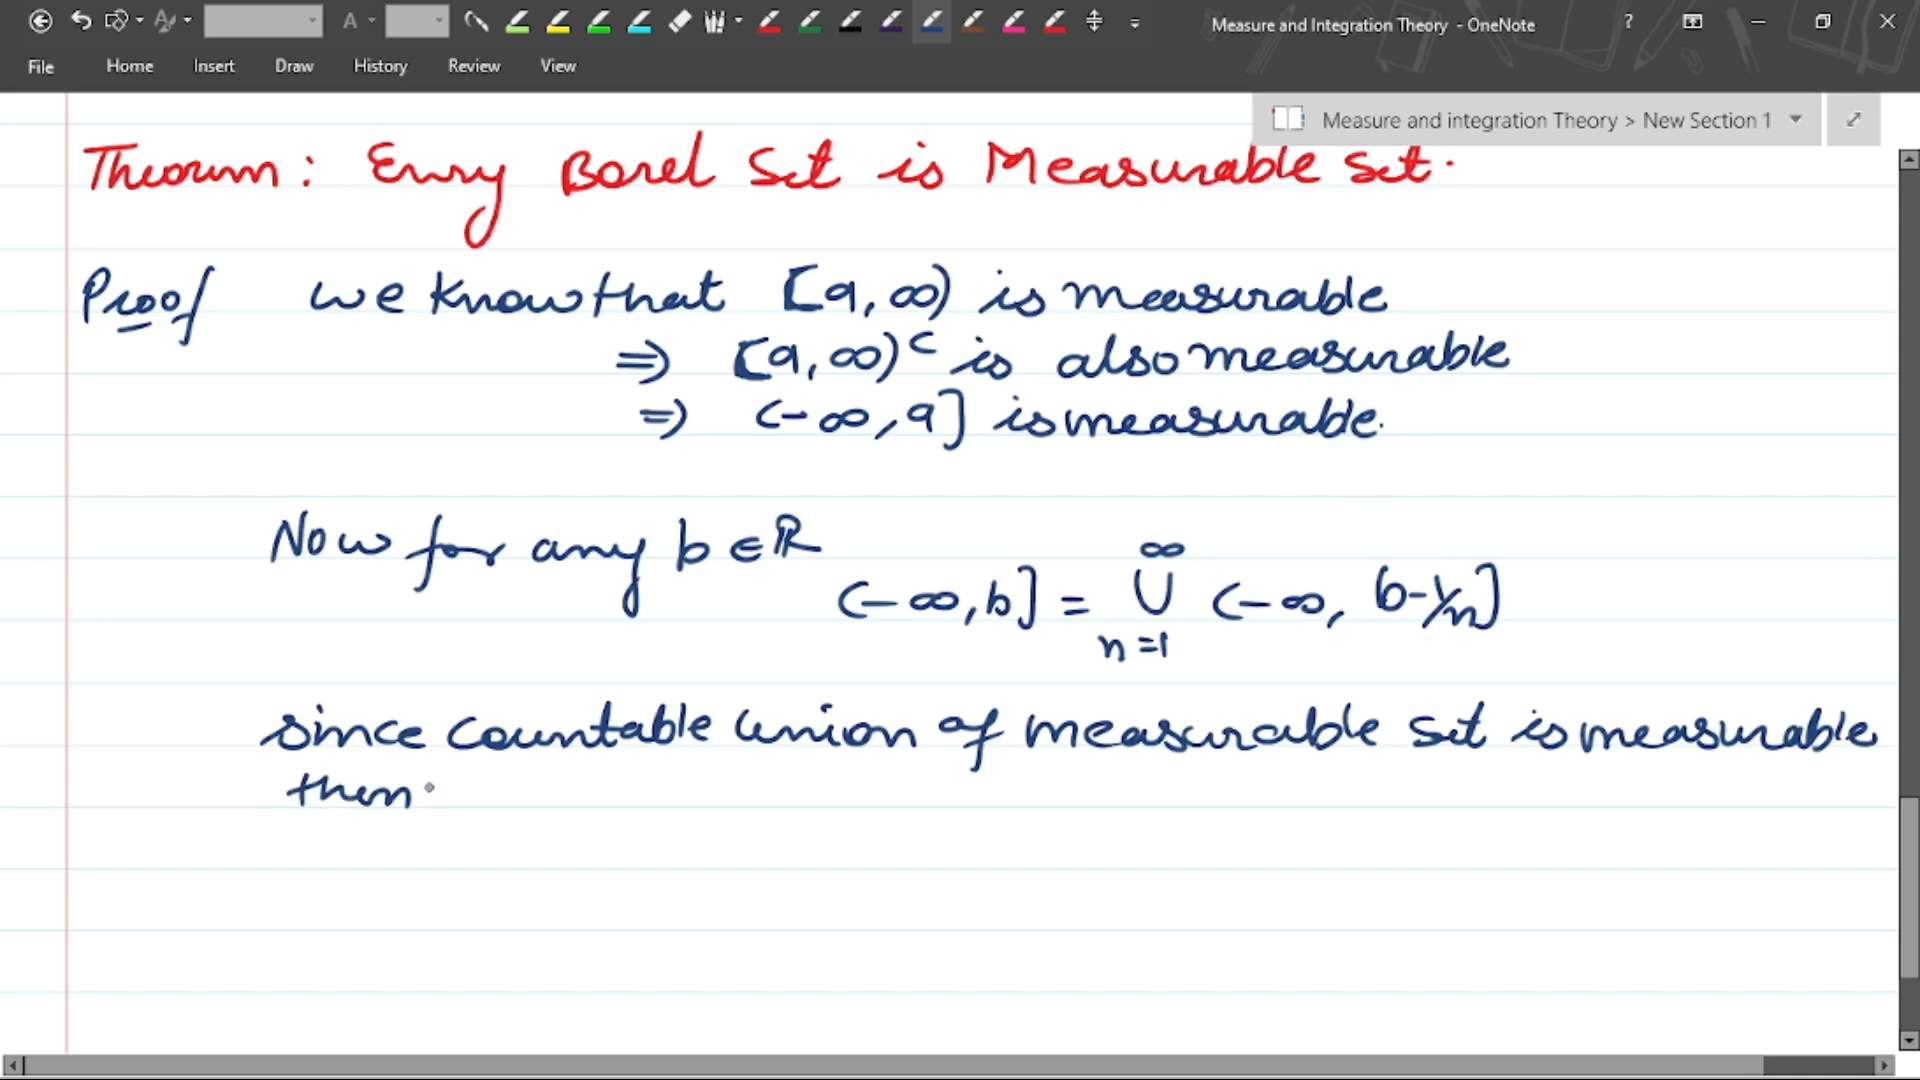 Measure and Integration Theory - OneNote
?
File Home Insert Draw History Review View
Measure and integration Theory > New Section 1
Theorem: Every Borel Set is Measurable Set.
Proof we know that [a, ∞) is measurable
⇒ [a, ∞)ᶜ is also measurable
⇒ (-∞, a] is measurable.
Now for any b ∈ ℝ
∞
(-∞, b] = ∪ (-∞, b-1/n]
n=1
since countable union of measurable set is measurable
then